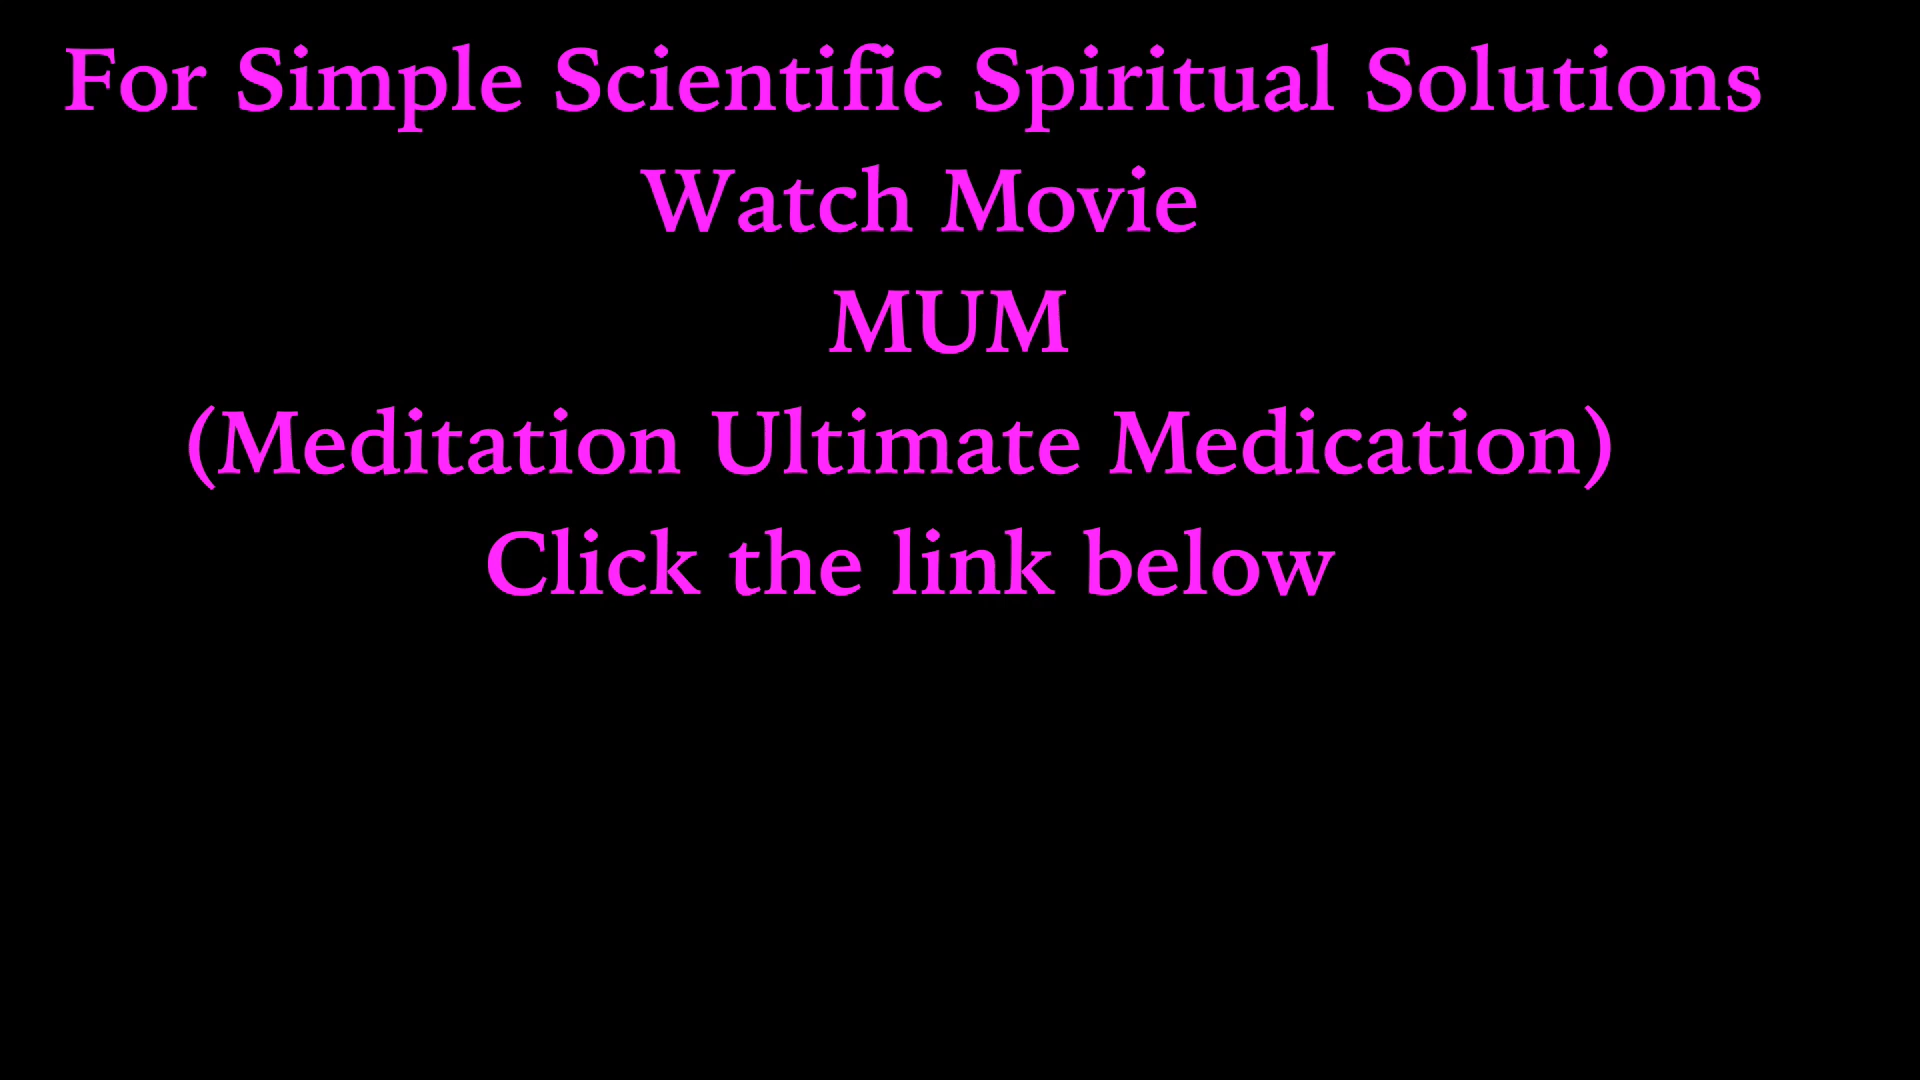 For Simple Scientific Spiritual Solutions
Watch Movie
MUM
(Meditation Ultimate Medication)
Click the link below